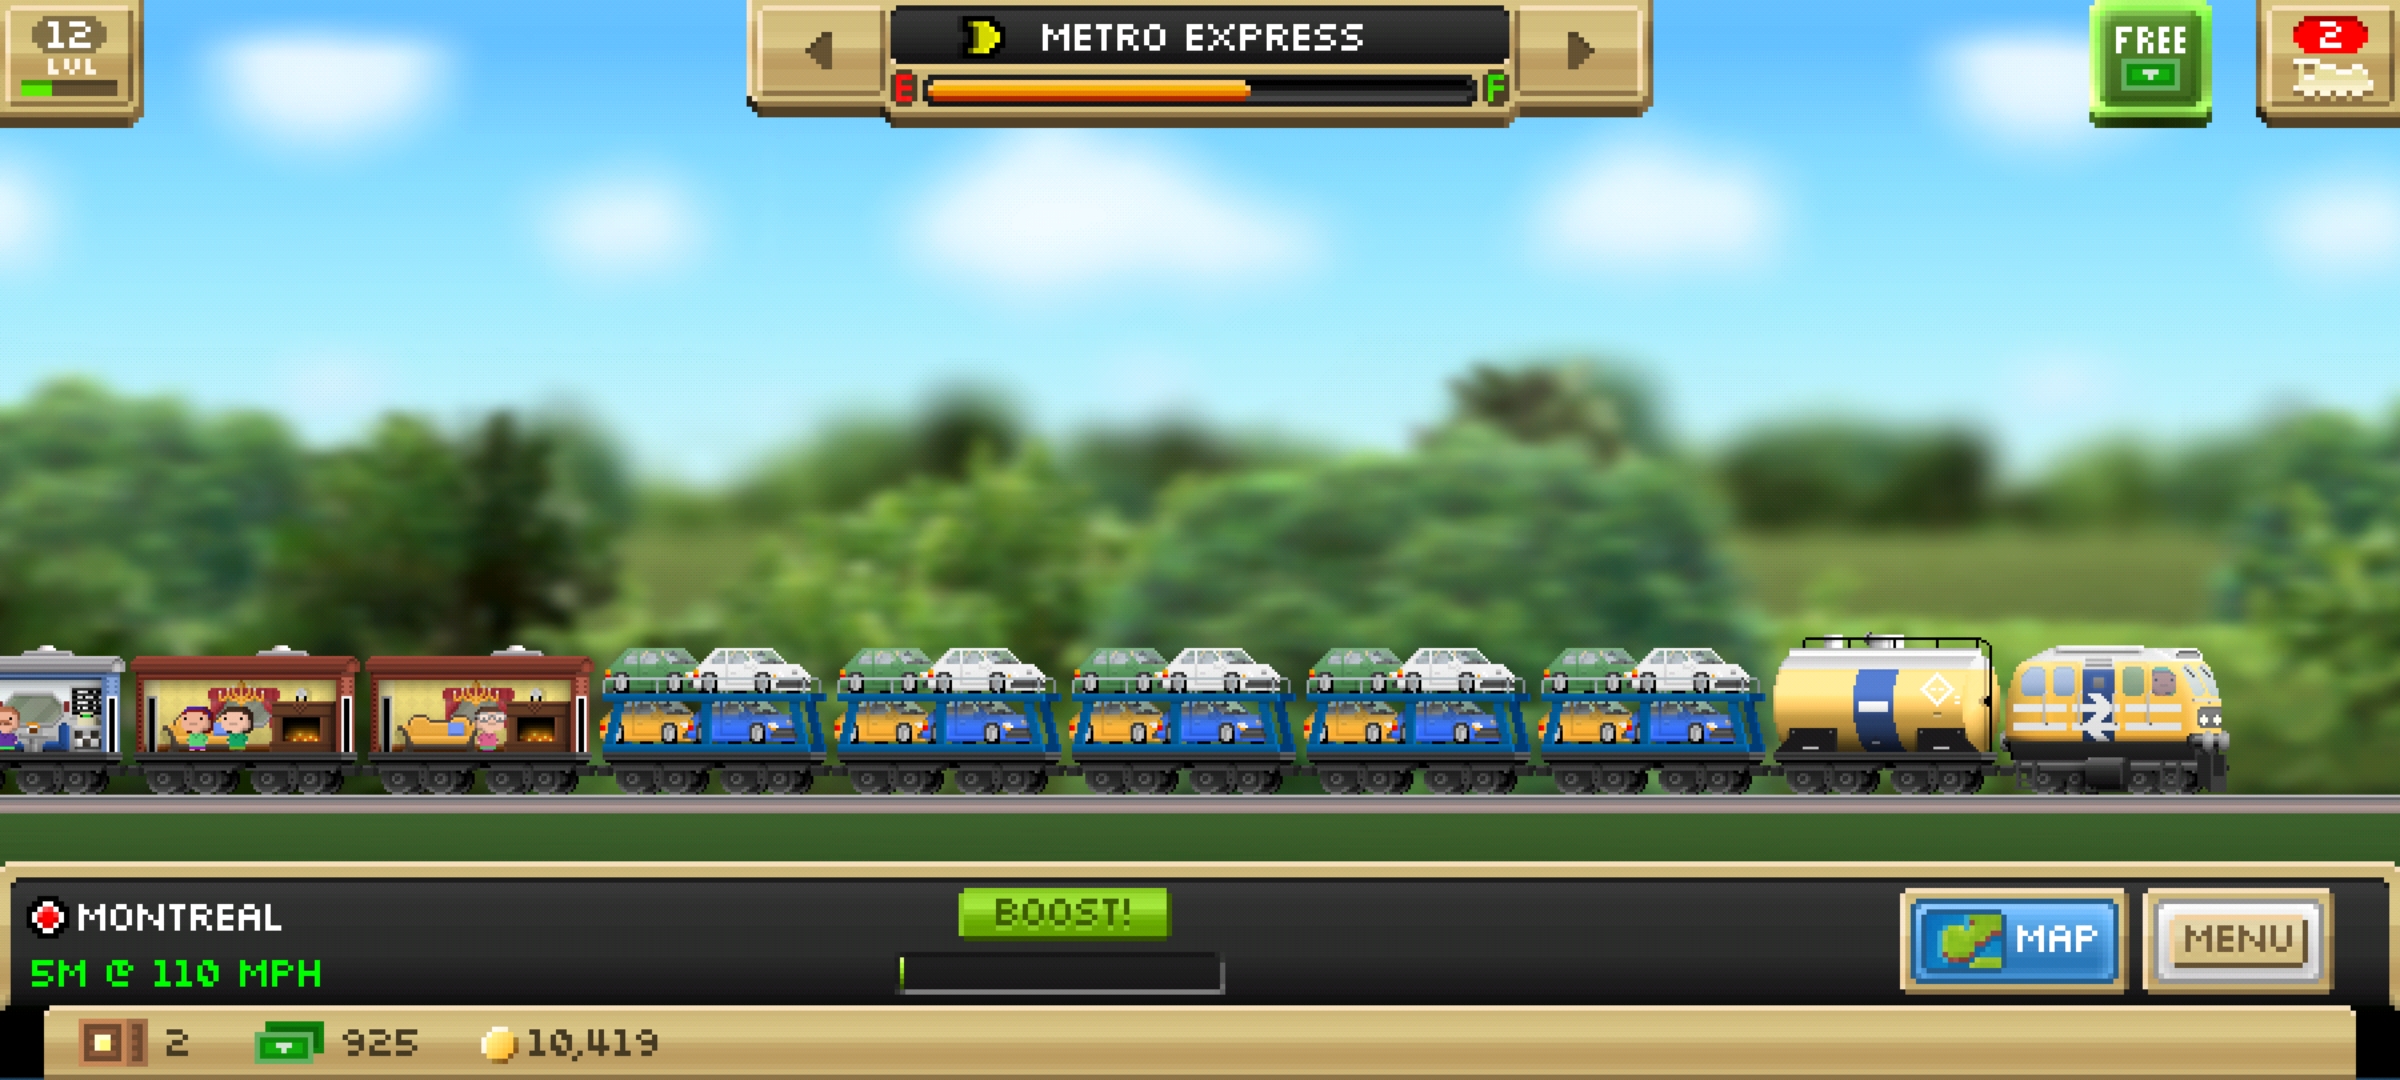 12
LVL
METRO EXPRESS
E F
FREE
2
MONTREAL
5M @ 110 MPH
BOOST!
MAP
MENU
2 925 10,419